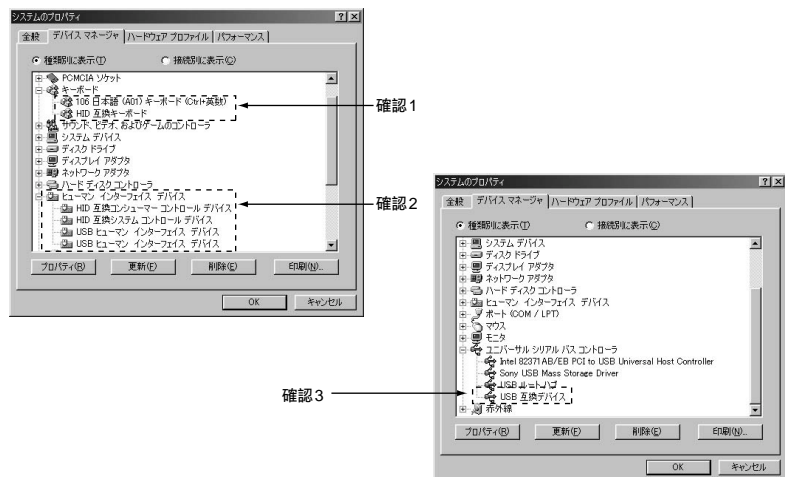 システムのプロパティ
全般 デバイス マネージャ ハードウェア プロファイル パフォーマンス
種類別に表示(T) 接続別に表示(C)
PCMCIA ソケット
キーボード
106 日本語 (A01) キーボード (Ctrl+英数)
HID 互換キーボード
サウンド、ビデオ、およびゲームのコントローラ
システム デバイス
ディスク ドライブ
ディスプレイ アダプタ
ネットワーク アダプタ
ハード ディスク コントローラ
ヒューマン インターフェイス デバイス
HID 互換コンシューマー コントロール デバイス
HID 互換システム コントロール デバイス
USB ヒューマン インターフェイス デバイス
USB ヒューマン インターフェイス デバイス
プロパティ(R) 更新(F) 削除(E) 印刷(N)...
OK キャンセル
確認1
確認2
システムのプロパティ
全般 デバイス マネージャ ハードウェア プロファイル パフォーマンス
種類別に表示(T) 接続別に表示(C)
システム デバイス
ディスク ドライブ
ディスプレイ アダプタ
ネットワーク アダプタ
ハード ディスク コントローラ
ヒューマン インターフェイス デバイス
ポート (COM / LPT)
マウス
モニタ
ユニバーサル シリアル バス コントローラ
Intel 82371AB/EB PCI to USB Universal Host Controller
Sony USB Mass Storage Driver
USB ルート ハブ
USB 互換デバイス
赤外線
プロパティ(R) 更新(F) 削除(E) 印刷(N)...
OK キャンセル
確認3